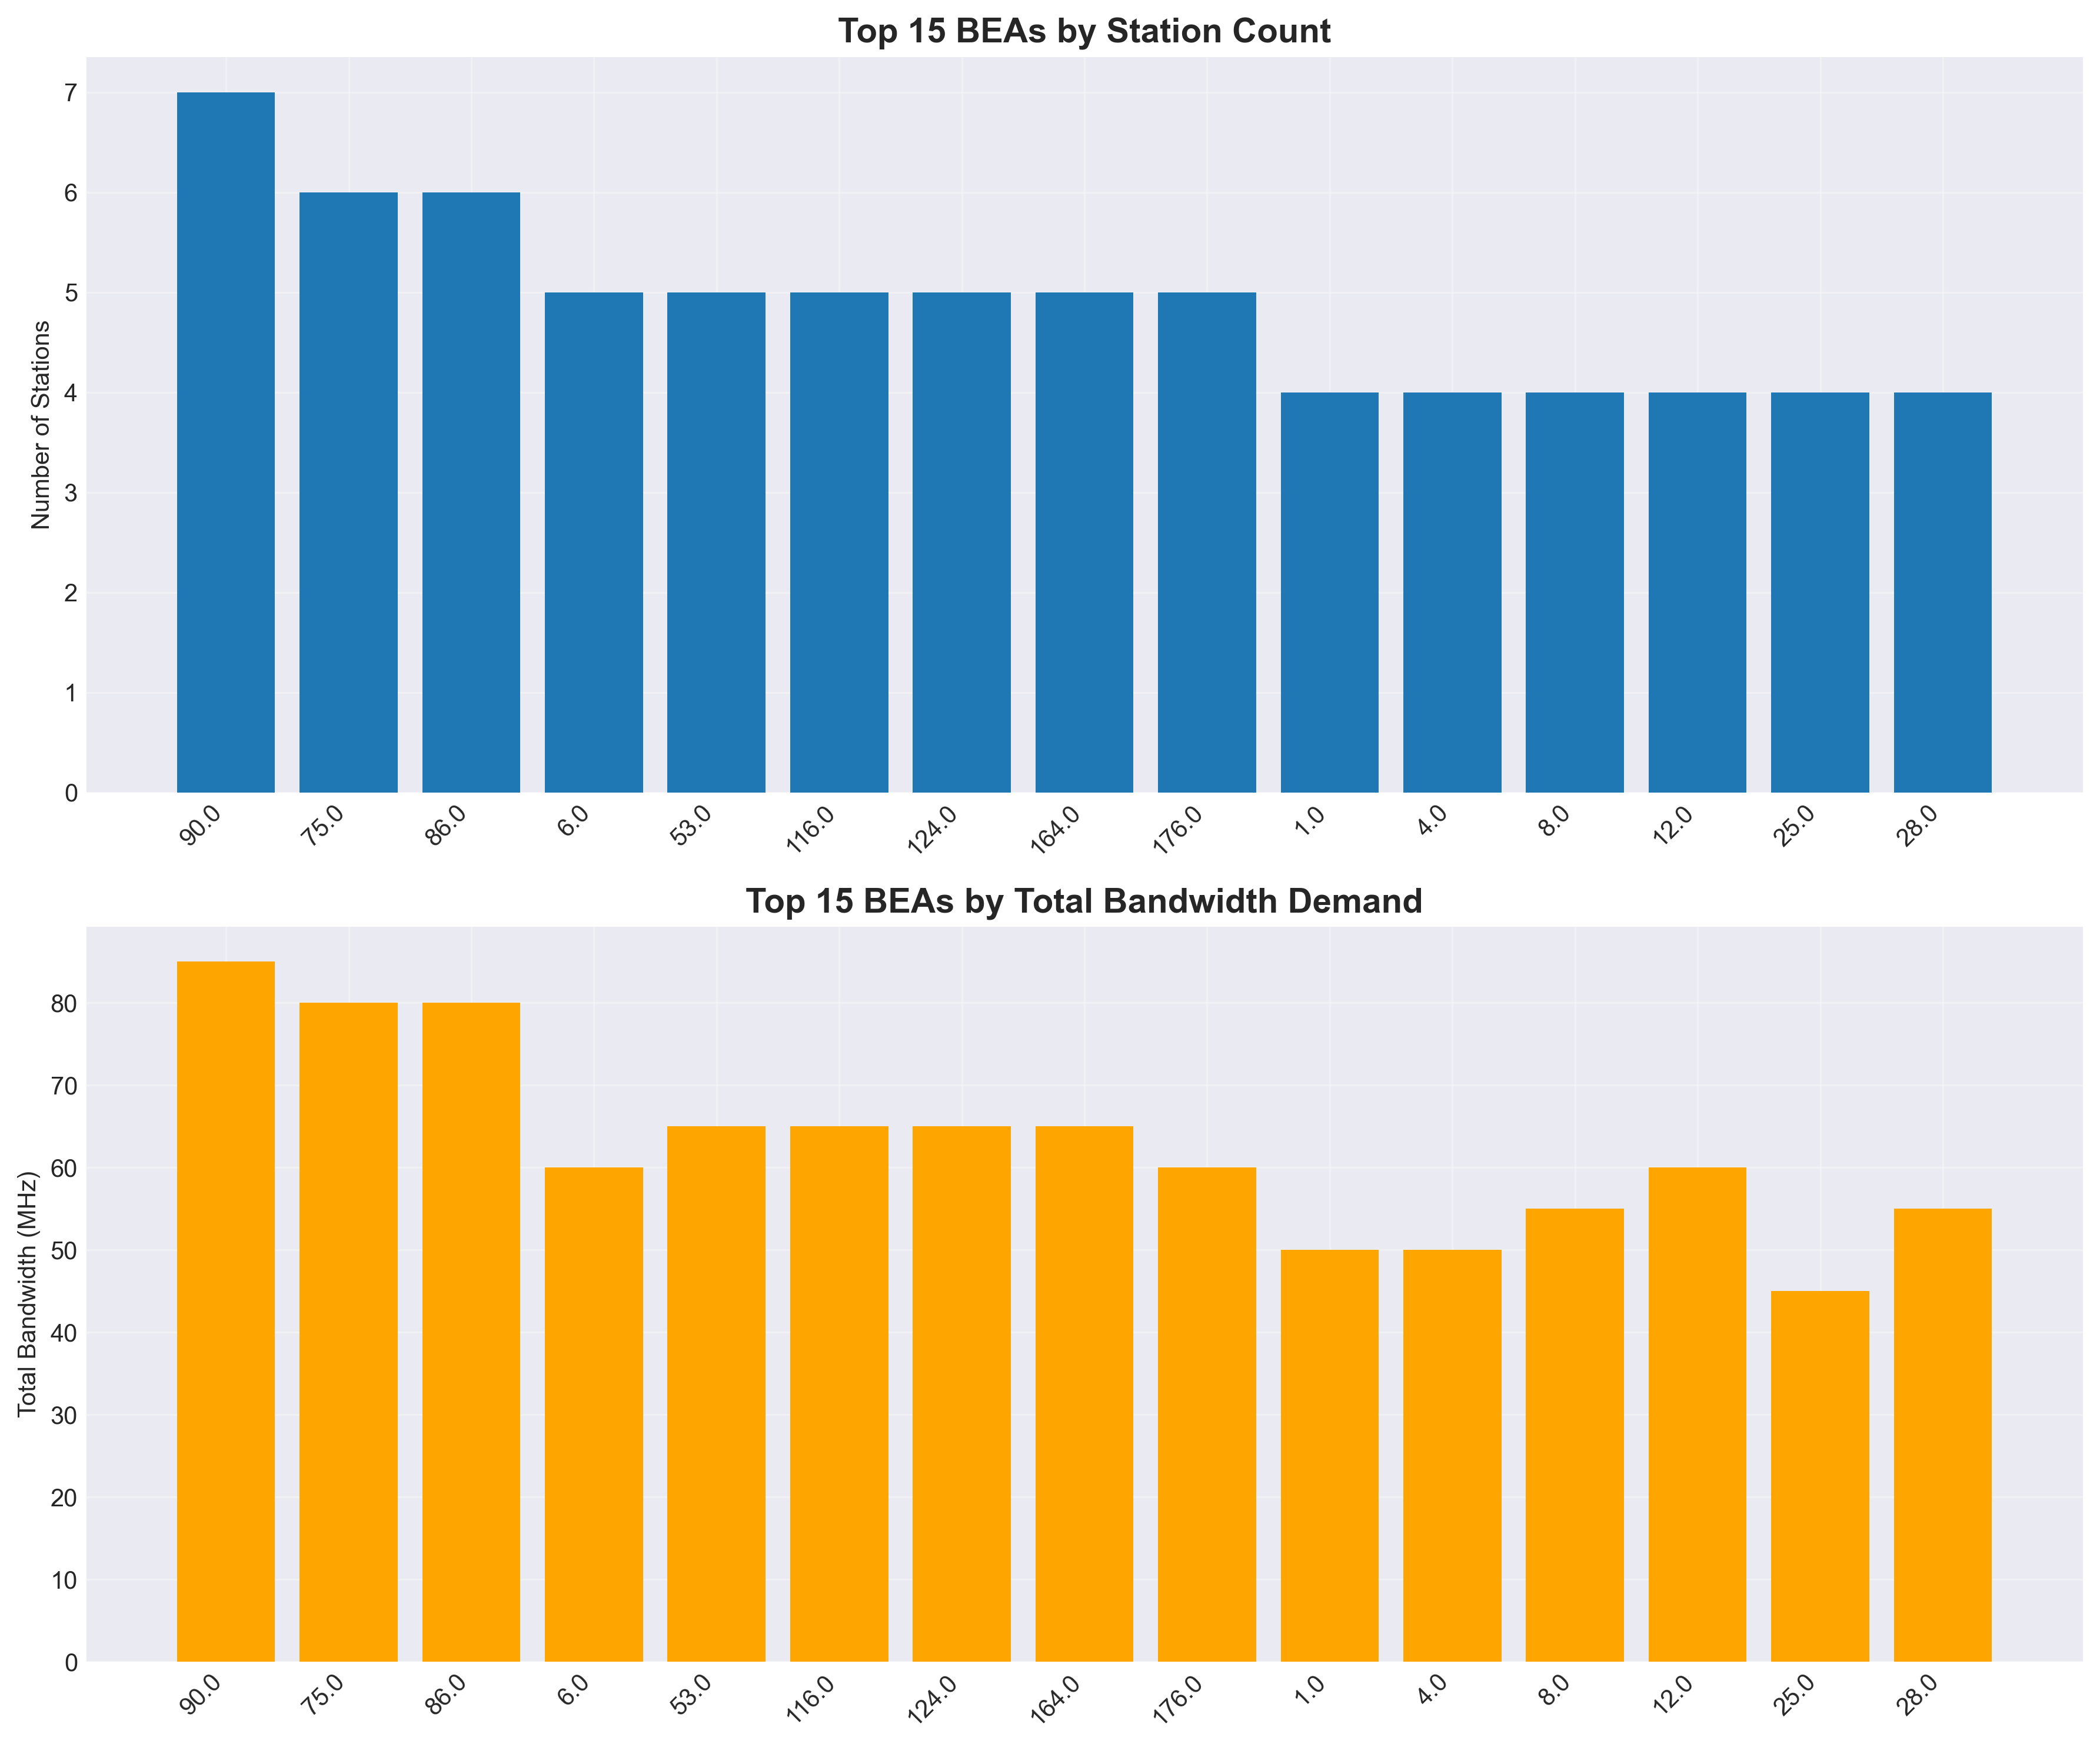 Top 15 BEAs by Station Count
Number of Stations
7
6
5
4
3
2
1
0
90.0 75.0 86.0 6.0 53.0 116.0 124.0 164.0 176.0 1.0 4.0 8.0 12.0 25.0 28.0
Top 15 BEAs by Total Bandwidth Demand
Total Bandwidth (MHz)
80
70
60
50
40
30
20
10
0
90.0 75.0 86.0 6.0 53.0 116.0 124.0 164.0 176.0 1.0 4.0 8.0 12.0 25.0 28.0